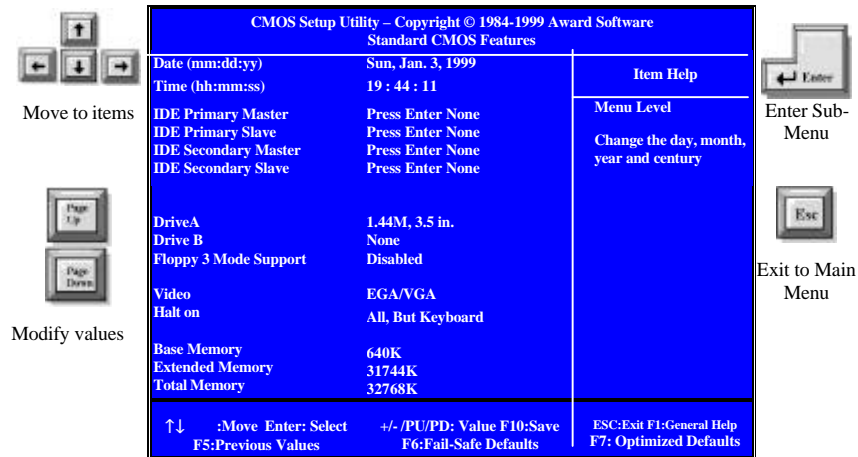 CMOS Setup Utility – Copyright © 1984-1999 Award Software
Standard CMOS Features
Date (mm:dd:yy) Sun, Jan. 3, 1999
Time (hh:mm:ss) 19 : 44 : 11
Item Help
IDE Primary Master Press Enter None
IDE Primary Slave Press Enter None
IDE Secondary Master Press Enter None
IDE Secondary Slave Press Enter None
Menu Level
Change the day, month,
year and century
DriveA 1.44M, 3.5 in.
Drive B None
Floppy 3 Mode Support Disabled
Video EGA/VGA
Halt on All, But Keyboard
Base Memory 640K
Extended Memory 31744K
Total Memory 32768K
↑↓ :Move Enter: Select +/- /PU/PD: Value F10:Save ESC:Exit F1:General Help
F5:Previous Values F6:Fail-Safe Defaults F7: Optimized Defaults
↑
← ↓ →
Move to items
Page
Up
Page
Down
Modify values
↵ Enter
Enter Sub-
Menu
Esc
Exit to Main
Menu